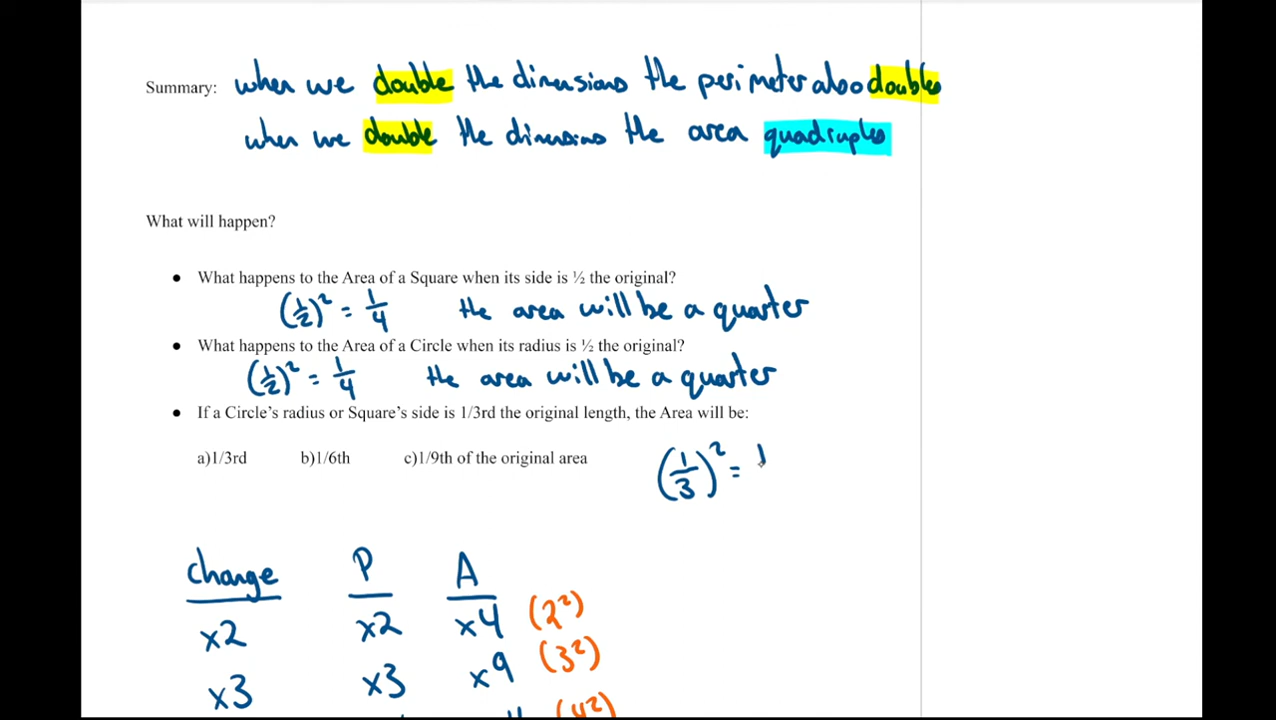 Summary: when we double the dimensions the perimeter also doubles
when we double the dimensions the area quadruples
What will happen?
• What happens to the Area of a Square when its side is ½ the original?
(1/2)² = 1/4 the area will be a quarter
• What happens to the Area of a Circle when its radius is ½ the original?
(1/2)² = 1/4 the area will be a quarter
• If a Circle's radius or Square's side is 1/3rd the original length, the Area will be:
a)1/3rd b)1/6th c)1/9th of the original area (1/3)² = 1
change P A
x2 x2 x4 (2²)
x3 x3 x9 (3²)
(4²)